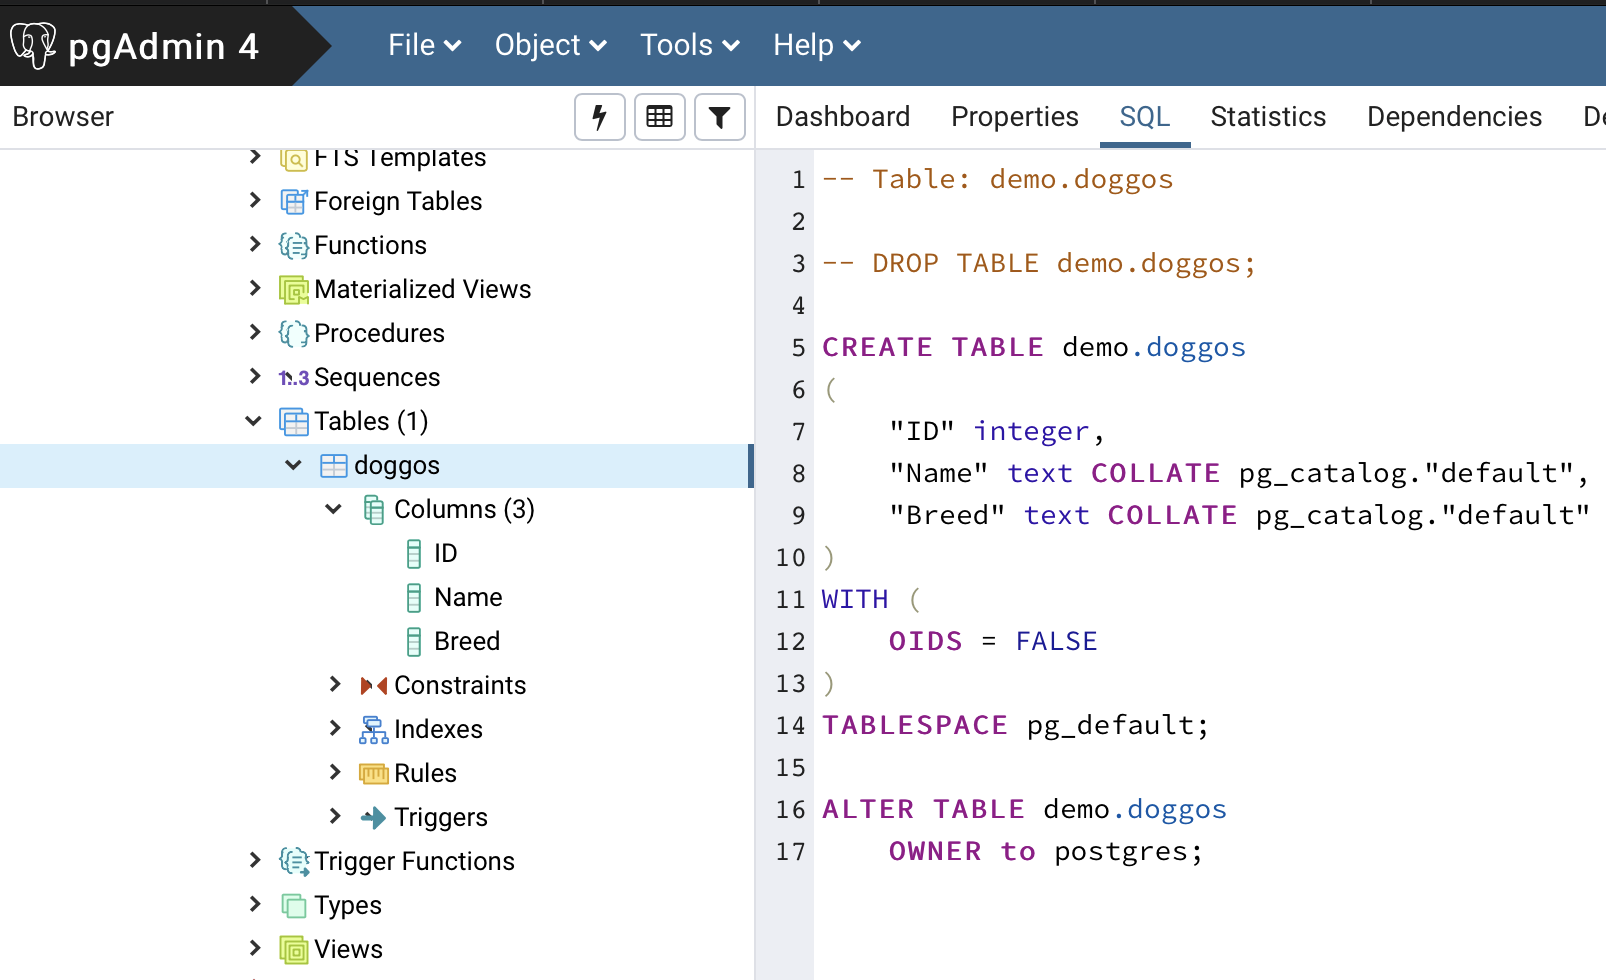 pgAdmin 4
File Object Tools Help
Browser
Dashboard Properties SQL Statistics Dependencies
FTS Templates
Foreign Tables
Functions
Materialized Views
Procedures
1..3 Sequences
Tables (1)
doggos
Columns (3)
ID
Name
Breed
Constraints
Indexes
Rules
Triggers
Trigger Functions
Types
Views
1 -- Table: demo.doggos
2
3 -- DROP TABLE demo.doggos;
4
5 CREATE TABLE demo.doggos
6 (
7     "ID" integer,
8     "Name" text COLLATE pg_catalog."default",
9     "Breed" text COLLATE pg_catalog."default"
10 )
11 WITH (
12     OIDS = FALSE
13 )
14 TABLESPACE pg_default;
15
16 ALTER TABLE demo.doggos
17     OWNER to postgres;